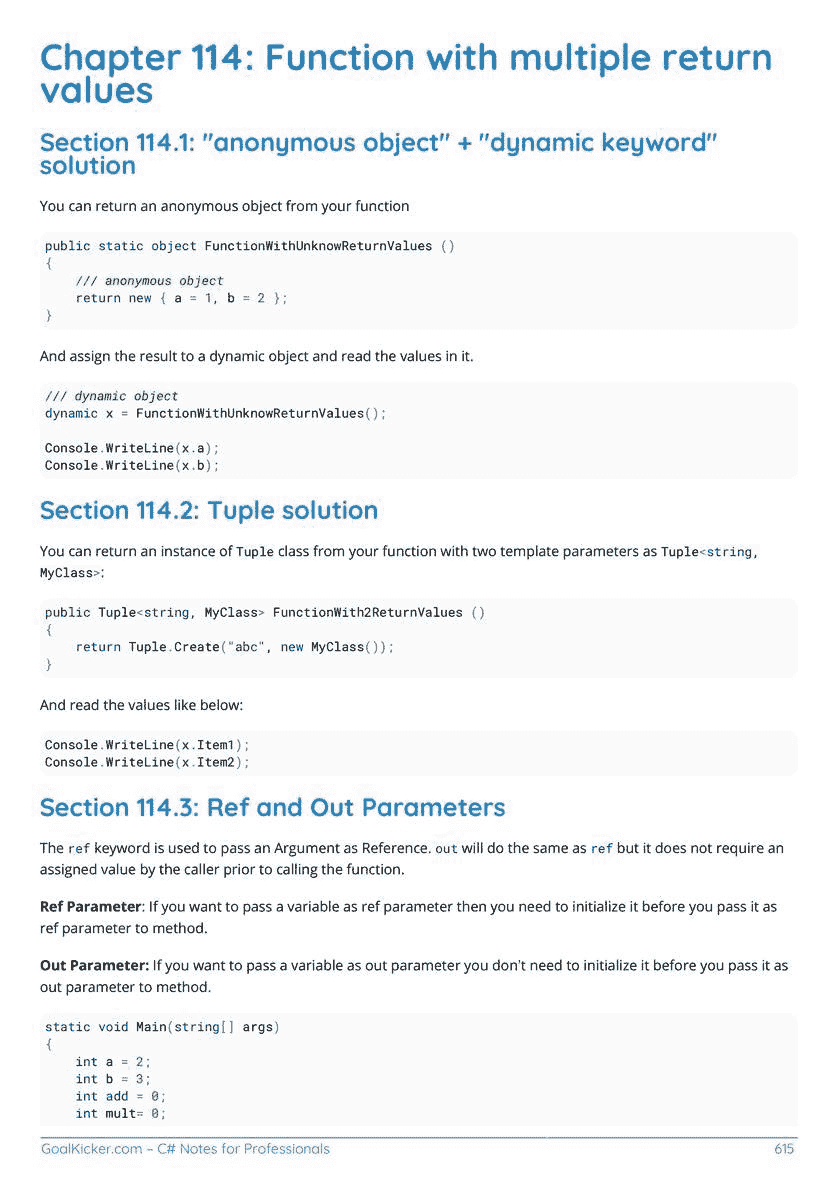 Chapter 114: Function with multiple return
values
Section 114.1: "anonymous object" + "dynamic keyword"
solution
You can return an anonymous object from your function
public static object FunctionWithUnknowReturnValues ()
{
    /// anonymous object
    return new { a = 1, b = 2 };
}
And assign the result to a dynamic object and read the values in it.
/// dynamic object
dynamic x = FunctionWithUnknowReturnValues();

Console.WriteLine(x.a);
Console.WriteLine(x.b);
Section 114.2: Tuple solution
You can return an instance of Tuple class from your function with two template parameters as Tuple<string,
MyClass>:
public Tuple<string, MyClass> FunctionWith2ReturnValues ()
{
    return Tuple.Create("abc", new MyClass());
}
And read the values like below:
Console.WriteLine(x.Item1);
Console.WriteLine(x.Item2);
Section 114.3: Ref and Out Parameters
The ref keyword is used to pass an Argument as Reference. out will do the same as ref but it does not require an
assigned value by the caller prior to calling the function.
Ref Parameter: If you want to pass a variable as ref parameter then you need to initialize it before you pass it as
ref parameter to method.
Out Parameter: If you want to pass a variable as out parameter you don't need to initialize it before you pass it as
out parameter to method.
static void Main(string[] args)
{
    int a = 2;
    int b = 3;
    int add = 0;
    int mult= 0;
GoalKicker.com – C# Notes for Professionals 615